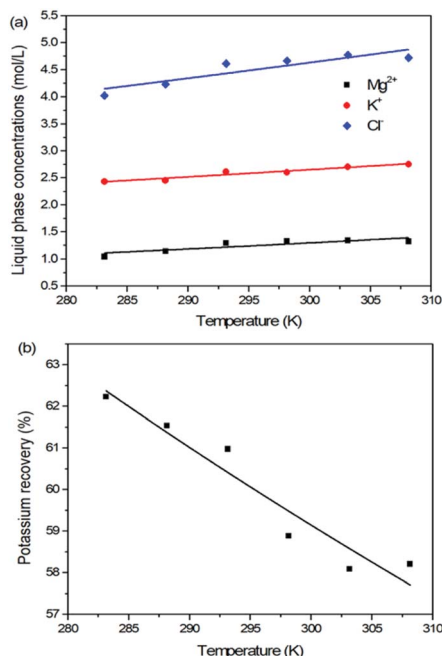 (a)
Liquid phase concentrations (mol/L)
5.5
5.0
4.5
4.0
3.5
3.0
2.5
2.0
1.5
1.0
0.5
Mg²⁺
K⁺
Cl⁻
280 285 290 295 300 305 310
Temperature (K)
(b)
Potassium recovery (%)
63
62
61
60
59
58
57
280 285 290 295 300 305 310
Temperature (K)